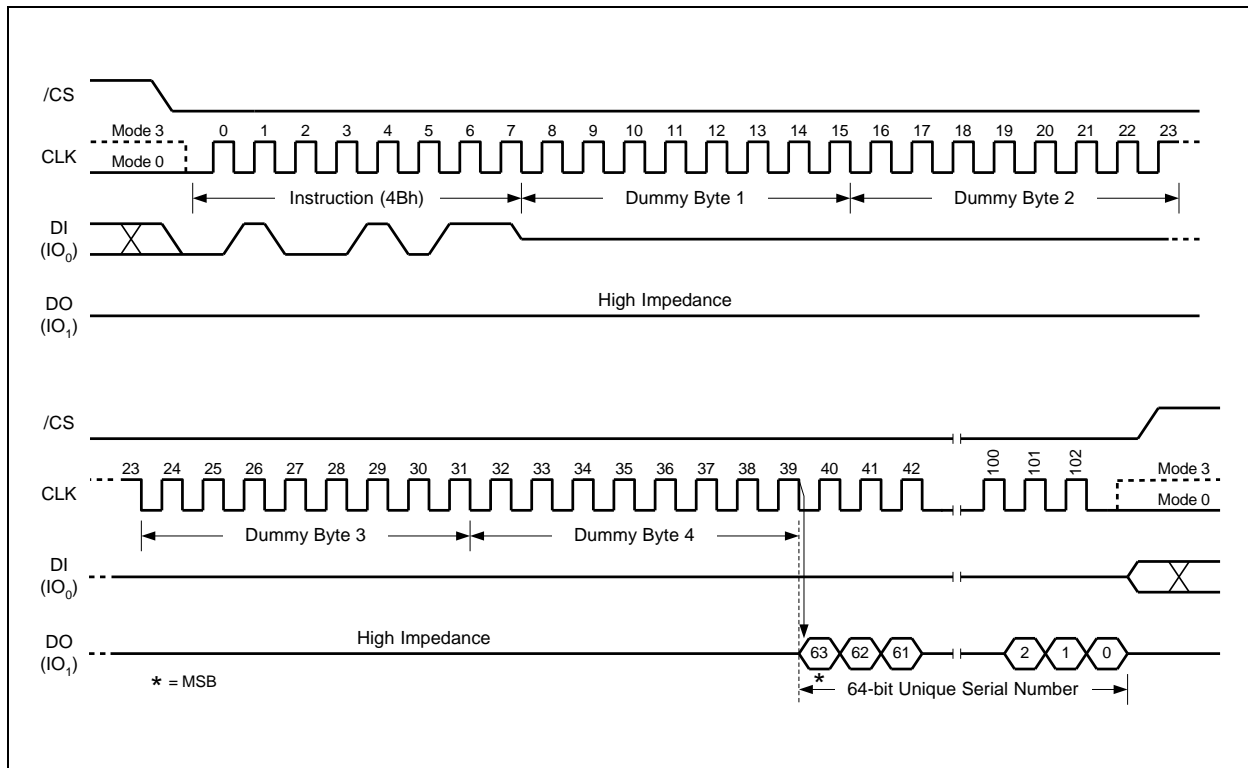 /CS
Mode 3
0 1 2 3 4 5 6 7 8 9 10 11 12 13 14 15 16 17 18 19 20 21 22 23
CLK
Mode 0
Instruction (4Bh) Dummy Byte 1 Dummy Byte 2
DI
(IO0)
High Impedance
DO
(IO1)
/CS
23 24 25 26 27 28 29 30 31 32 33 34 35 36 37 38 39 40 41 42 100 101 102
Mode 3
CLK
Mode 0
Dummy Byte 3 Dummy Byte 4
DI
(IO0)
High Impedance
DO
(IO1)
63 62 61 2 1 0
* = MSB
*
64-bit Unique Serial Number